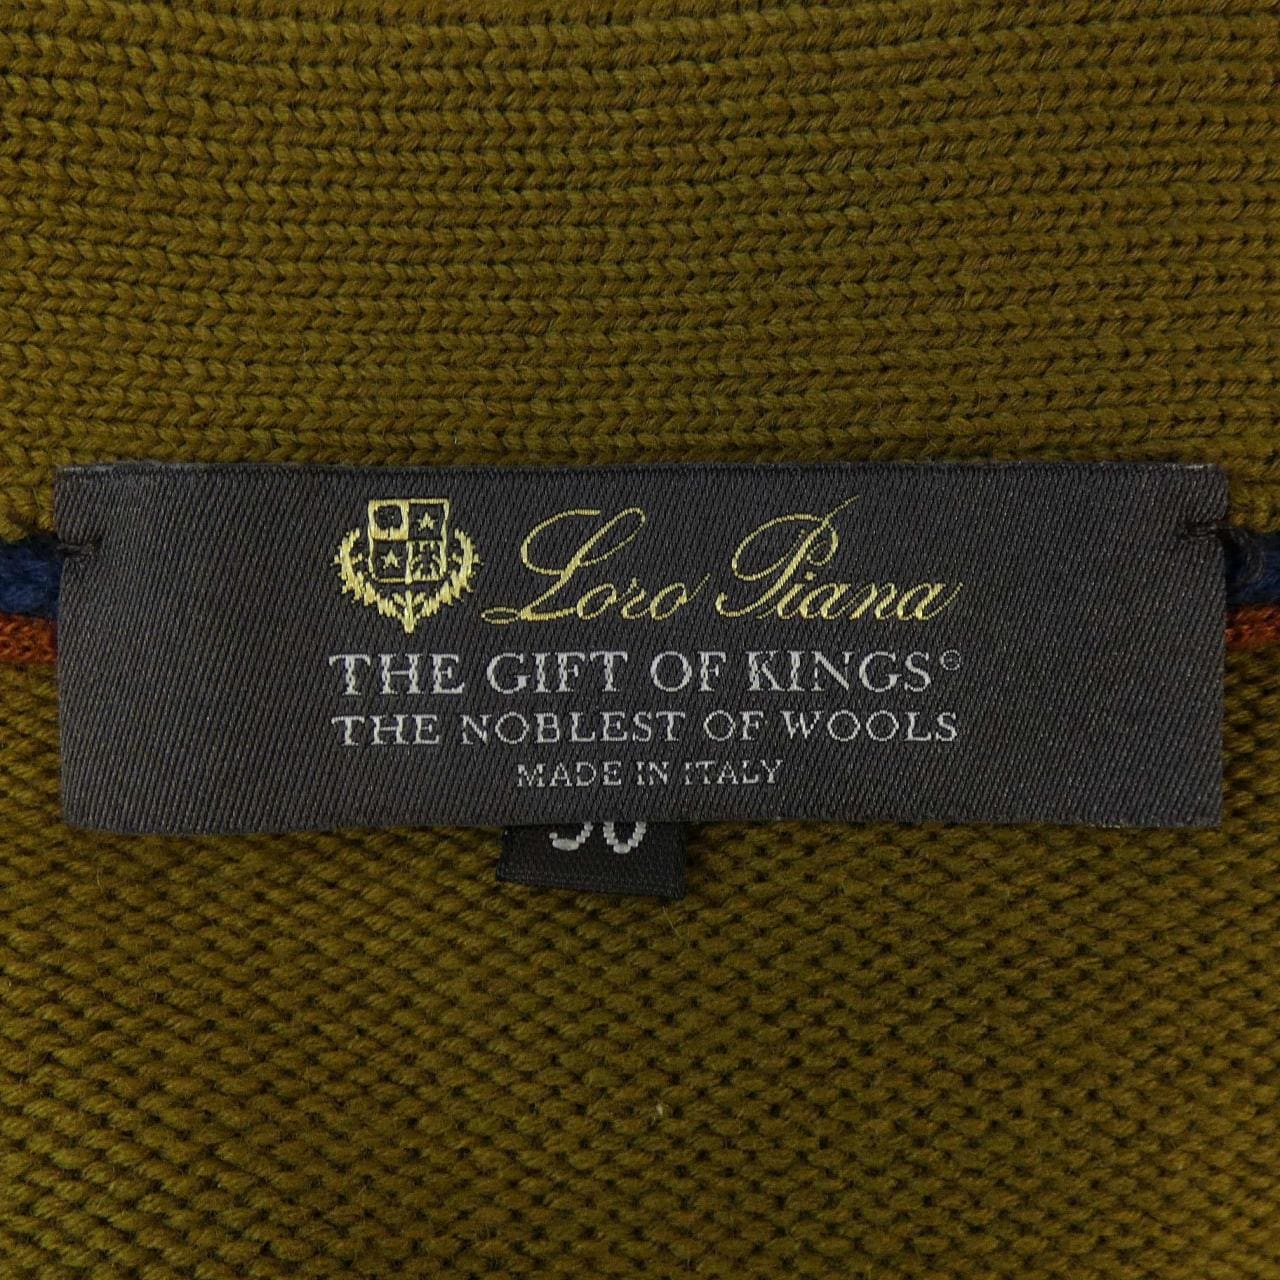 Loro Piana
THE GIFT OF KINGS©
THE NOBLEST OF WOOLS
MADE IN ITALY